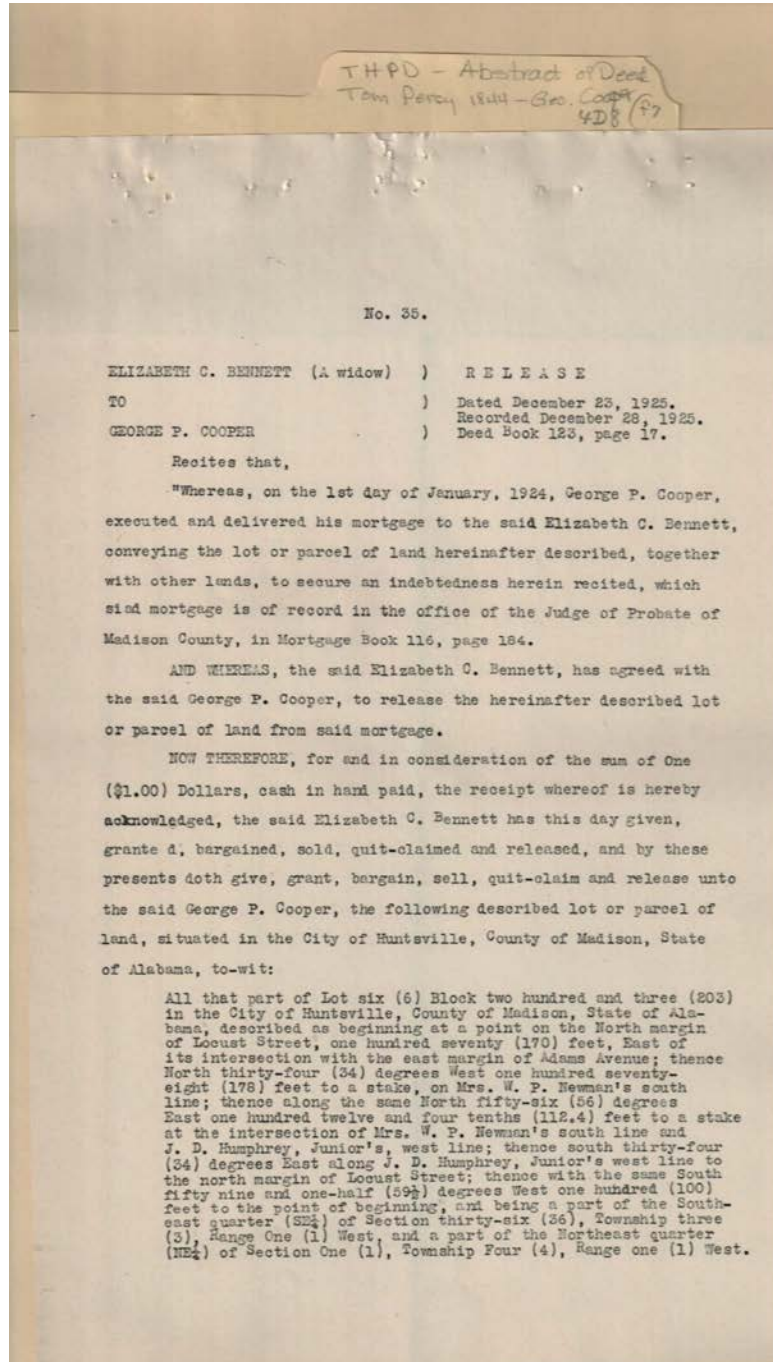 THPD - Abstract of Deed
Tom Percy 1844 - Geo. Cooper
4D8
No. 35.
ELIZABETH C. BENNETT (A widow) ) R E L E A S E
TO ) Dated December 23, 1925.
Recorded December 28, 1925.
GEORGE P. COOPER ) Deed Book 123, page 17.
Recites that,
"Whereas, on the 1st day of January, 1924, George P. Cooper,
executed and delivered his mortgage to the said Elizabeth C. Bennett,
conveying the lot or parcel of land hereinafter described, together
with other lands, to secure an indebtedness herein recited, which
siad mortgage is of record in the office of the Judge of Probate of
Madison County, in Mortgage Book 116, page 184.
AND WHEREAS, the said Elizabeth C. Bennett, has agreed with
the said George P. Cooper, to release the hereinafter described lot
or parcel of land from said mortgage.
NOW THEREFORE, for and in consideration of the sum of One
($1.00) Dollars, cash in hand paid, the receipt whereof is hereby
acknowledged, the said Elizabeth C. Bennett has this day given,
grante d, bargained, sold, quit-claimed and released, and by these
presents doth give, grant, bargain, sell, quit-claim and release unto
the said George P. Cooper, the following described lot or parcel of
land, situated in the City of Huntsville, County of Madison, State
of Alabama, to-wit:
All that part of Lot six (6) Block two hundred and three (203)
in the City of Huntsville, County of Madison, State of Ala-
bama, described as beginning at a point on the North margin
of Locust Street, one hundred seventy (170) feet, East of
its intersection with the east margin of Adams Avenue; thence
North thirty-four (34) degrees West one hundred seventy-
eight (178) feet to a stake, on Mrs. W. P. Newman's south
line; thence along the same North fifty-six (56) degrees
East one hundred twelve and four tenths (112.4) feet to a stake
at the intersection of Mrs. W. P. Newman's south line and
J. D. Humphrey, Junior's, west line; thence south thirty-four
(34) degrees East along J. D. Humphrey, Junior's west line to
the north margin of Locust Street; thence with the same South
fifty nine and one-half (59½) degrees West one hundred (100)
feet to the point of beginning, and being a part of the South-
east quarter (SE¼) of Section thirty-six (36), Township three
(3), Range One (1) West, and a part of the Northeast quarter
(NE¼) of Section One (1), Township Four (4), Range one (1) West.